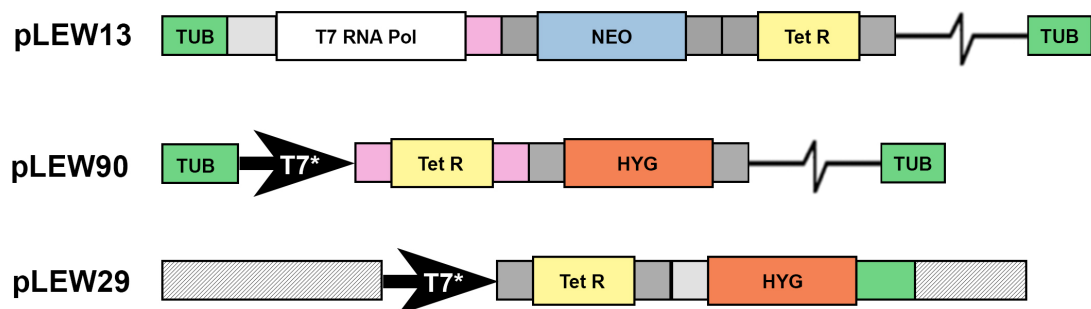 pLEW13 TUB T7 RNA Pol NEO Tet R TUB
pLEW90 TUB T7* Tet R HYG TUB
pLEW29 T7* Tet R HYG